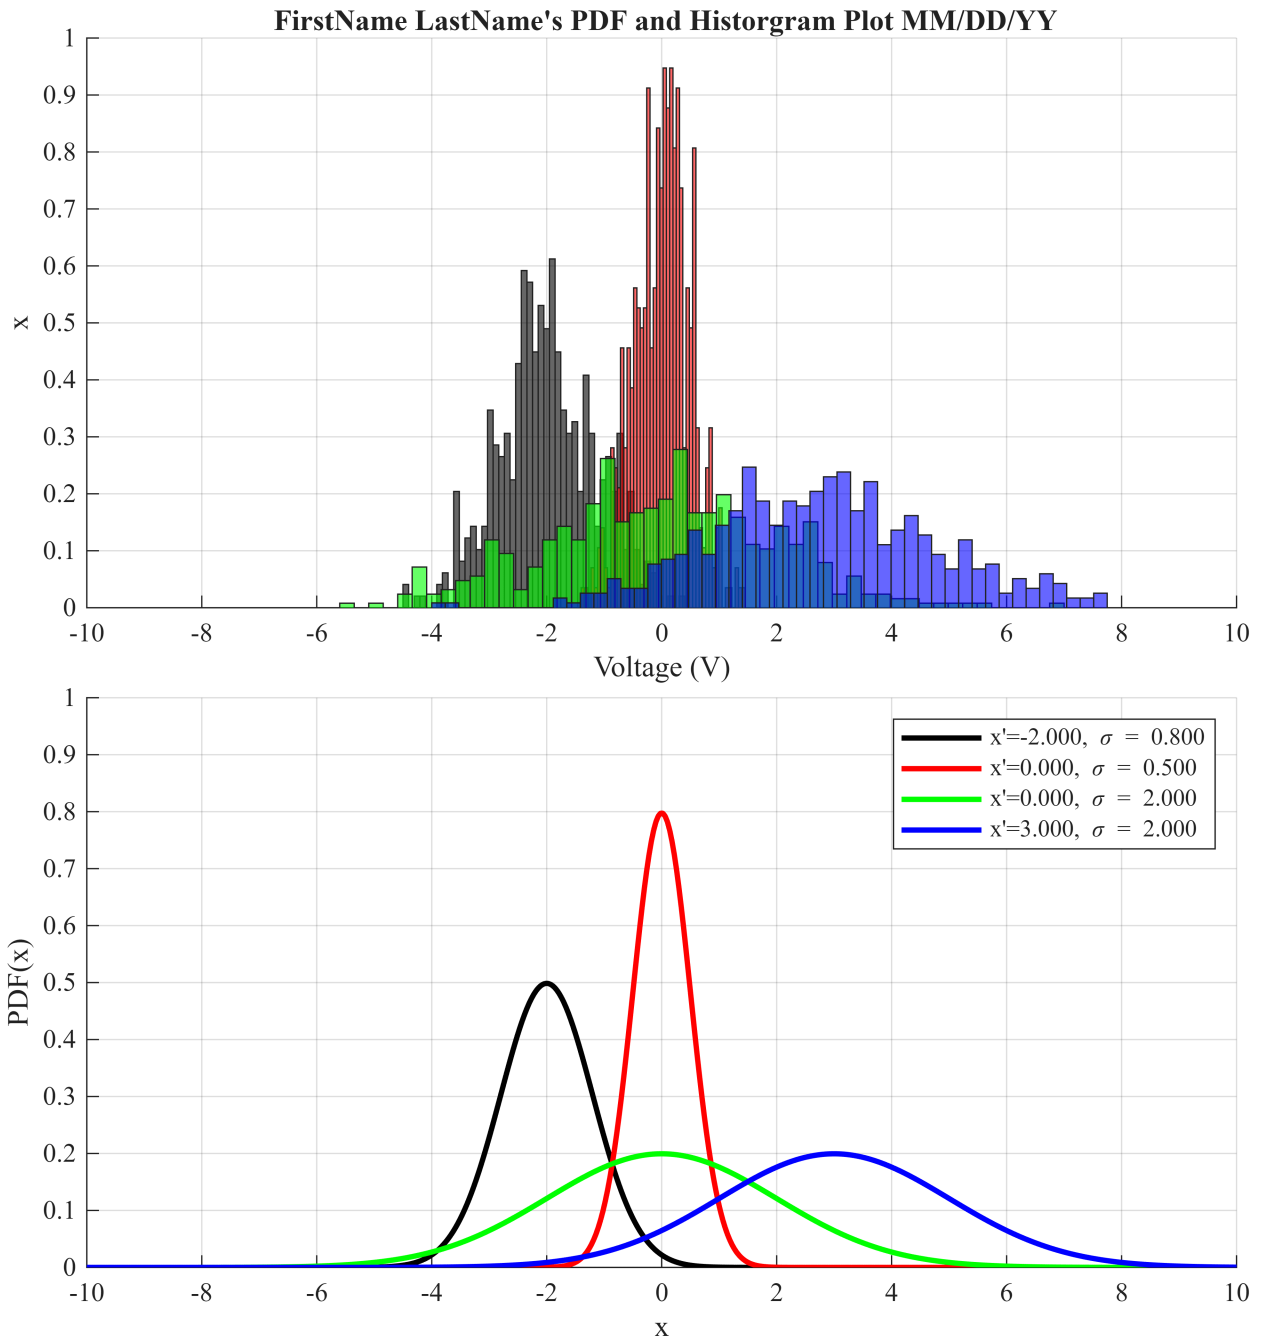 FirstName LastName's PDF and Historgram Plot MM/DD/YY
1
0.9
0.8
0.7
0.6
0.5
0.4
0.3
0.2
0.1
0
x
-10 -8 -6 -4 -2 0 2 4 6 8 10
Voltage (V)
1
0.9
0.8
0.7
0.6
0.5
0.4
0.3
0.2
0.1
0
PDF(x)
x'=-2.000, σ = 0.800
x'=0.000, σ = 0.500
x'=0.000, σ = 2.000
x'=3.000, σ = 2.000
-10 -8 -6 -4 -2 0 2 4 6 8 10
x